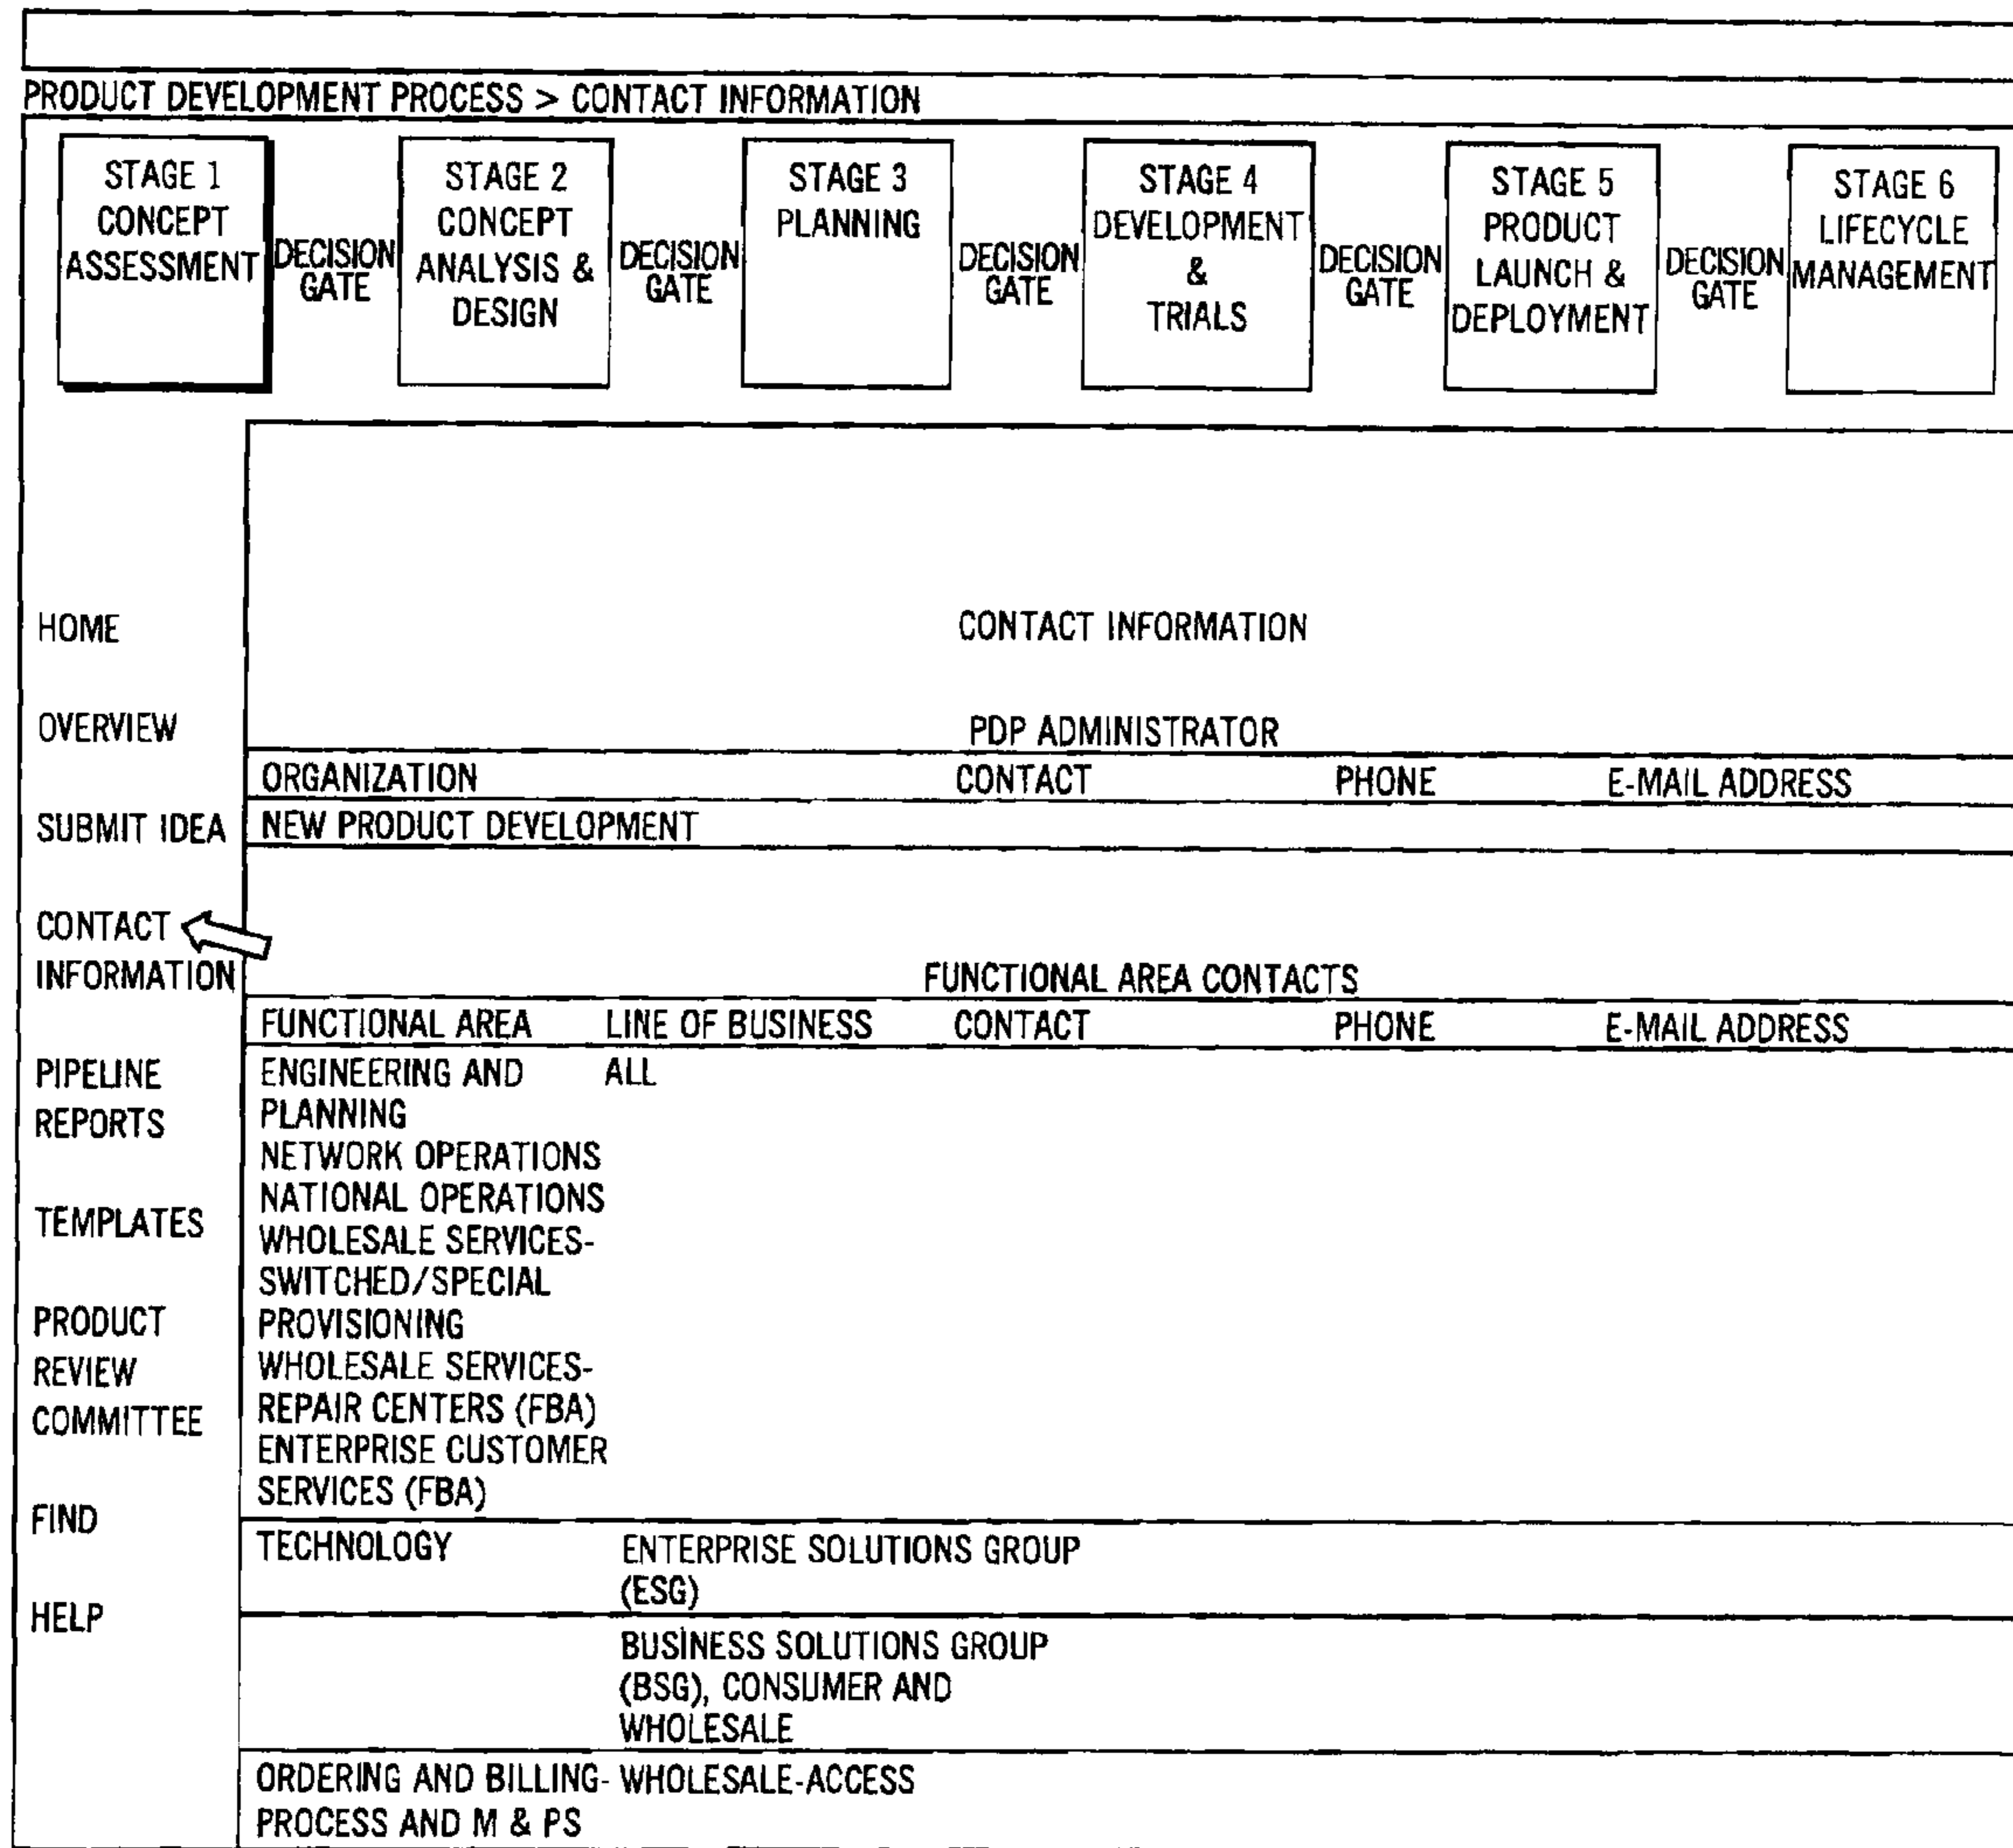 PRODUCT DEVELOPMENT PROCESS > CONTACT INFORMATION
STAGE 1
CONCEPT
ASSESSMENT
DECISION
GATE
STAGE 2
CONCEPT
ANALYSIS &
DESIGN
DECISION
GATE
STAGE 3
PLANNING
DECISION
GATE
STAGE 4
DEVELOPMENT
&
TRIALS
DECISION
GATE
STAGE 5
PRODUCT
LAUNCH &
DEPLOYMENT
DECISION
GATE
STAGE 6
LIFECYCLE
MANAGEMENT
HOME
OVERVIEW
SUBMIT IDEA
CONTACT
INFORMATION
PIPELINE
REPORTS
TEMPLATES
PRODUCT
REVIEW
COMMITTEE
FIND
HELP
CONTACT INFORMATION
PDP ADMINISTRATOR
ORGANIZATION CONTACT PHONE E-MAIL ADDRESS
NEW PRODUCT DEVELOPMENT
FUNCTIONAL AREA CONTACTS
FUNCTIONAL AREA LINE OF BUSINESS CONTACT PHONE E-MAIL ADDRESS
ENGINEERING AND ALL
PLANNING
NETWORK OPERATIONS
NATIONAL OPERATIONS
WHOLESALE SERVICES-
SWITCHED/SPECIAL
PROVISIONING
WHOLESALE SERVICES-
REPAIR CENTERS (FBA)
ENTERPRISE CUSTOMER
SERVICES (FBA)
TECHNOLOGY ENTERPRISE SOLUTIONS GROUP
(ESG)
BUSINESS SOLUTIONS GROUP
(BSG), CONSUMER AND
WHOLESALE
ORDERING AND BILLING- WHOLESALE-ACCESS
PROCESS AND M & PS